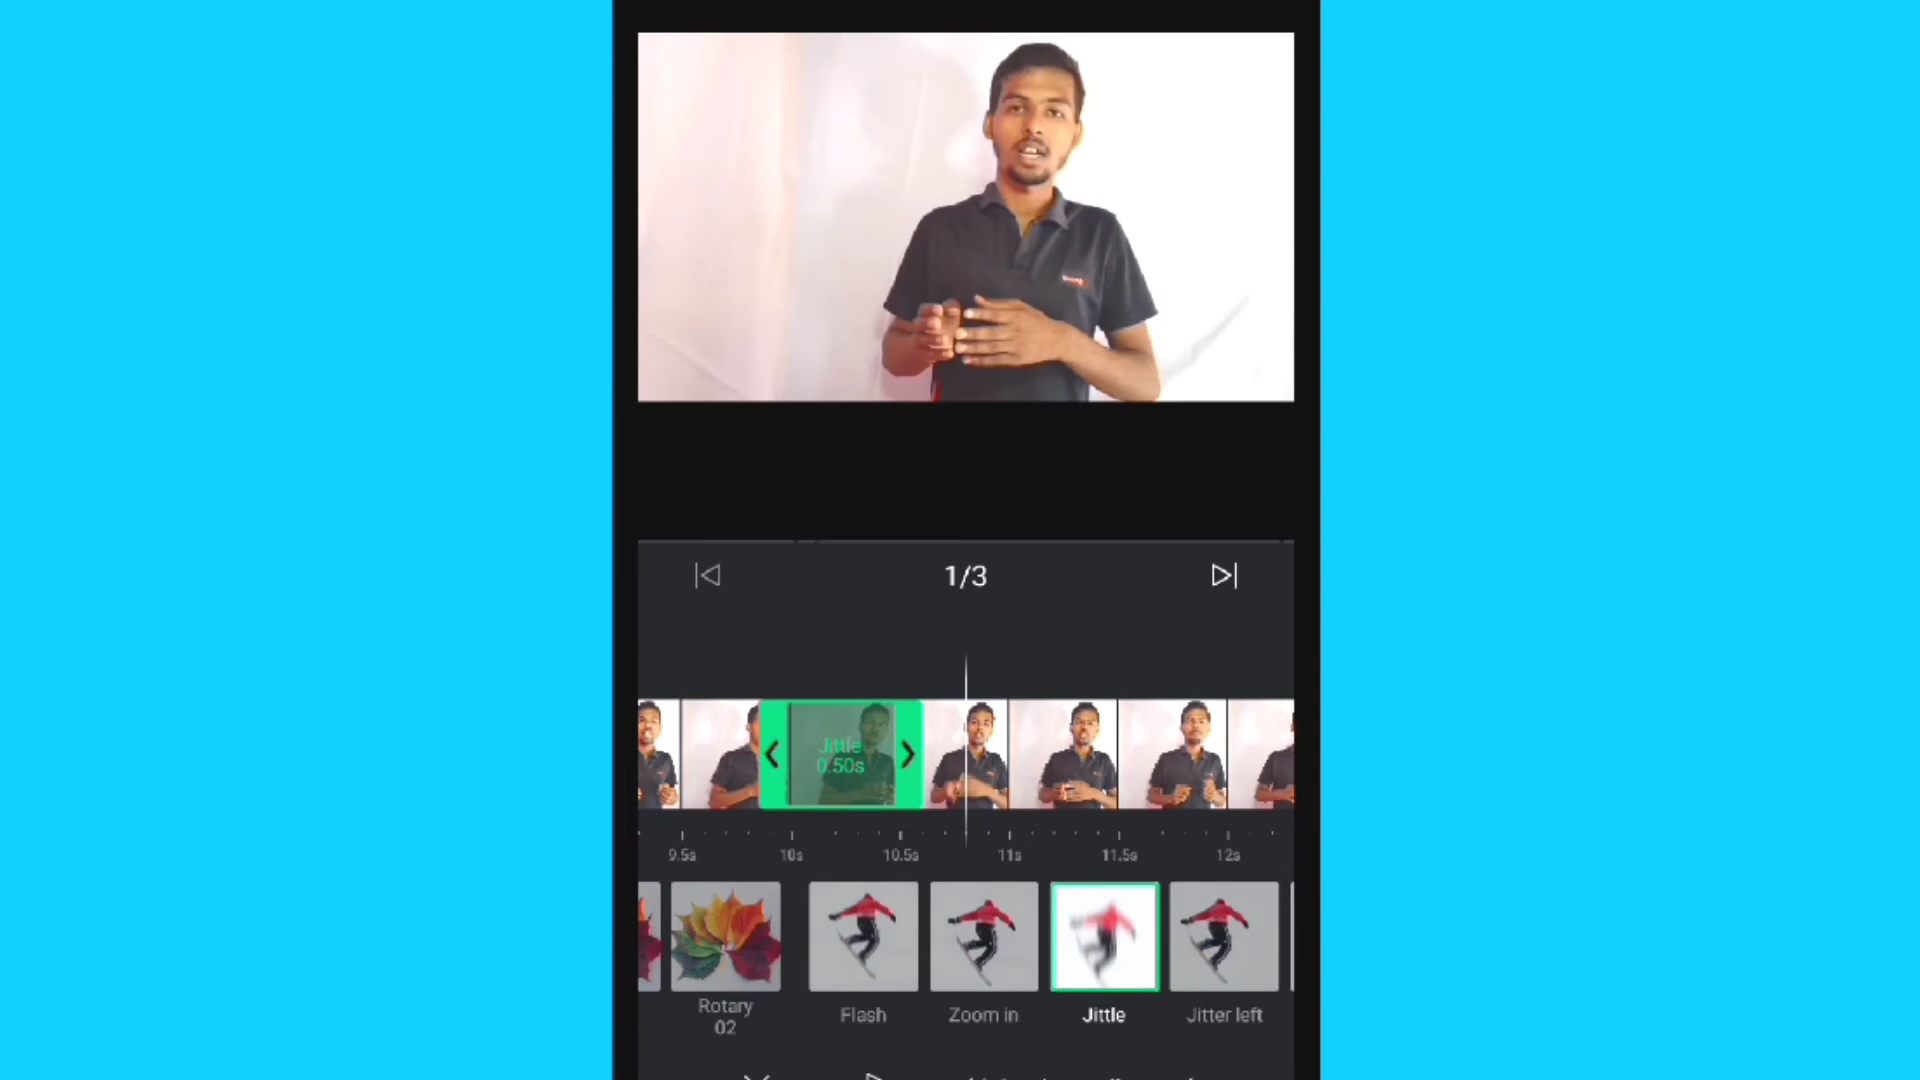 1/3
Jittle
0.50s
9.5s 10s 10.5s 11s 11.5s 12s
Rotary
02
Flash
Zoom in
Jittle
Jitter left